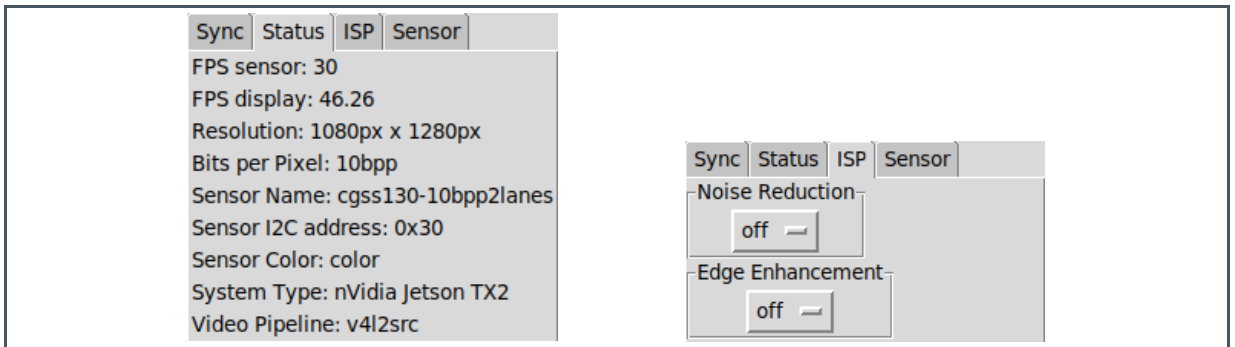 Sync Status ISP Sensor
FPS sensor: 30
FPS display: 46.26
Resolution: 1080px x 1280px
Bits per Pixel: 10bpp
Sensor Name: cgss130-10bpp2lanes
Sensor I2C address: 0x30
Sensor Color: color
System Type: nVidia Jetson TX2
Video Pipeline: v4l2src
Sync Status ISP Sensor
Noise Reduction
off
Edge Enhancement
off